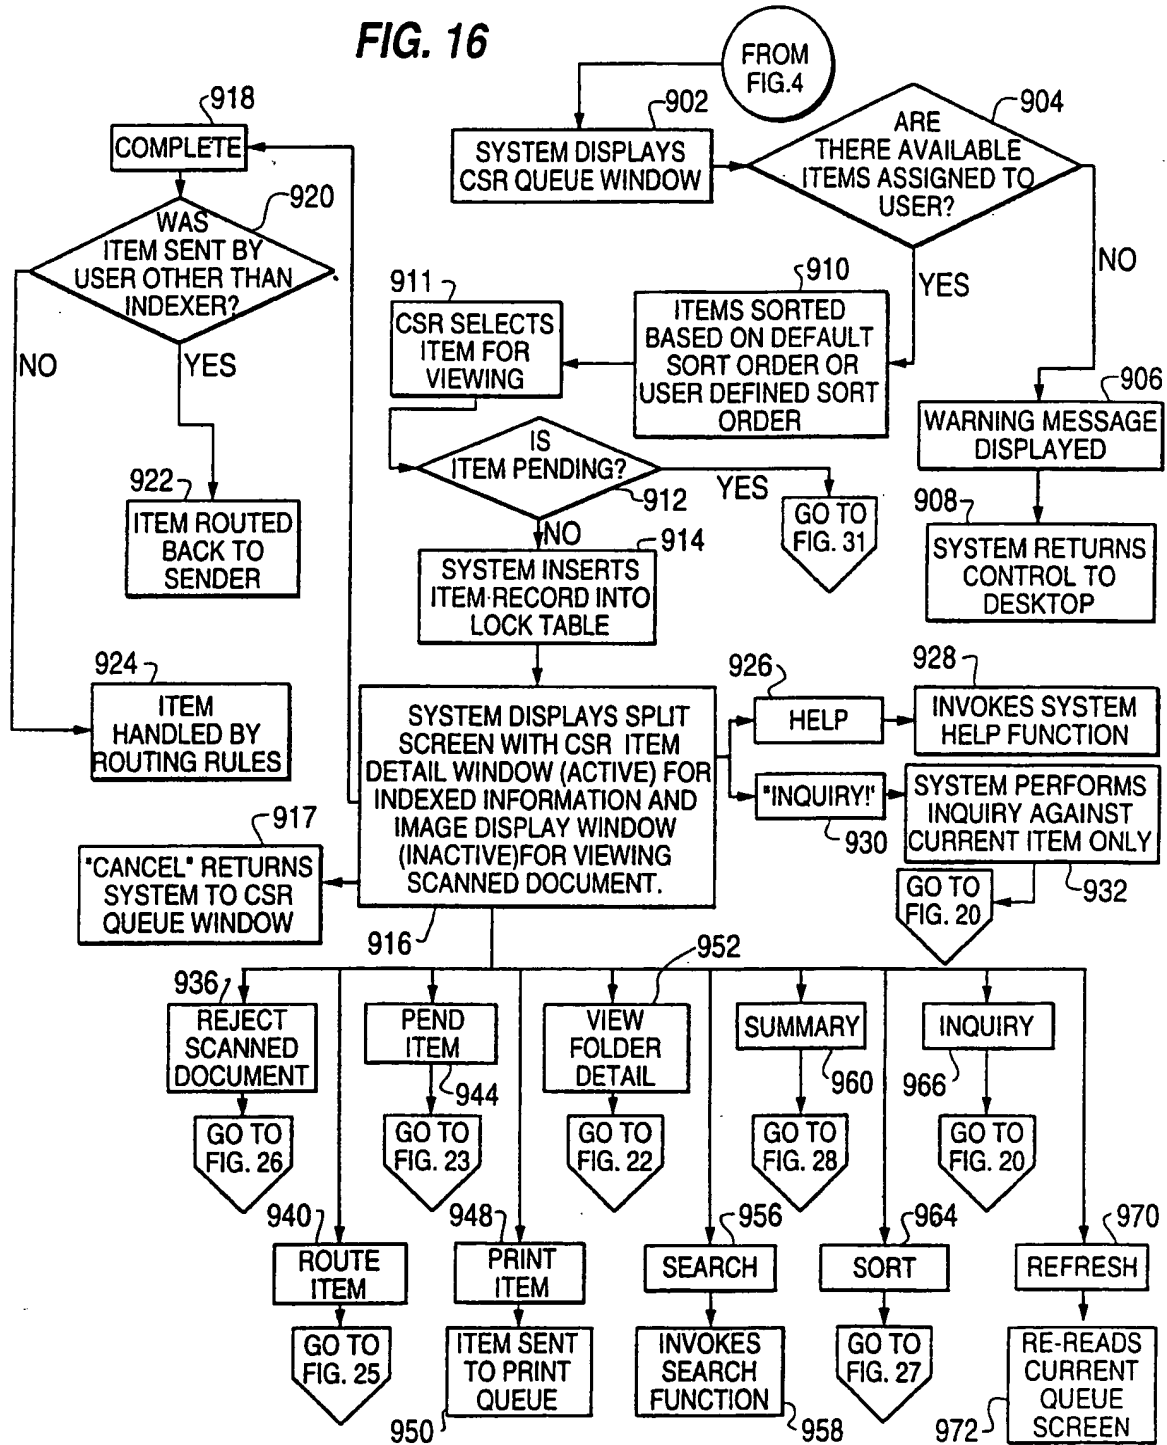 FIG. 16
FROM
FIG.4
918
COMPLETE
920
WAS
ITEM SENT BY
USER OTHER THAN
INDEXER?
NO
YES
922
ITEM ROUTED
BACK TO
SENDER
924
ITEM
HANDLED BY
ROUTING RULES
902
SYSTEM DISPLAYS
CSR QUEUE WINDOW
904
ARE
THERE AVAILABLE
ITEMS ASSIGNED TO
USER?
YES
NO
906
WARNING MESSAGE
DISPLAYED
908
SYSTEM RETURNS
CONTROL TO
DESKTOP
910
ITEMS SORTED
BASED ON DEFAULT
SORT ORDER OR
USER DEFINED SORT
ORDER
911
CSR SELECTS
ITEM FOR
VIEWING
IS
ITEM PENDING?
912
YES
GO TO
FIG. 31
NO
914
SYSTEM INSERTS
ITEM RECORD INTO
LOCK TABLE
SYSTEM DISPLAYS SPLIT
SCREEN WITH CSR ITEM
DETAIL WINDOW (ACTIVE) FOR
INDEXED INFORMATION AND
IMAGE DISPLAY WINDOW
(INACTIVE)FOR VIEWING
SCANNED DOCUMENT.
916
917
"CANCEL" RETURNS
SYSTEM TO CSR
QUEUE WINDOW
926
HELP
928
INVOKES SYSTEM
HELP FUNCTION
"INQUIRY!'
930
SYSTEM PERFORMS
INQUIRY AGAINST
CURRENT ITEM ONLY
932
GO TO
FIG. 20
936
REJECT
SCANNED
DOCUMENT
GO TO
FIG. 26
PEND
ITEM
944
GO TO
FIG. 23
952
VIEW
FOLDER
DETAIL
GO TO
FIG. 22
SUMMARY
960
GO TO
FIG. 28
INQUIRY
966
GO TO
FIG. 20
940
ROUTE
ITEM
GO TO
FIG. 25
948
PRINT
ITEM
ITEM SENT
TO PRINT
QUEUE
950
956
SEARCH
INVOKES
SEARCH
FUNCTION
958
964
SORT
GO TO
FIG. 27
970
REFRESH
RE-READS
CURRENT
QUEUE
SCREEN
972